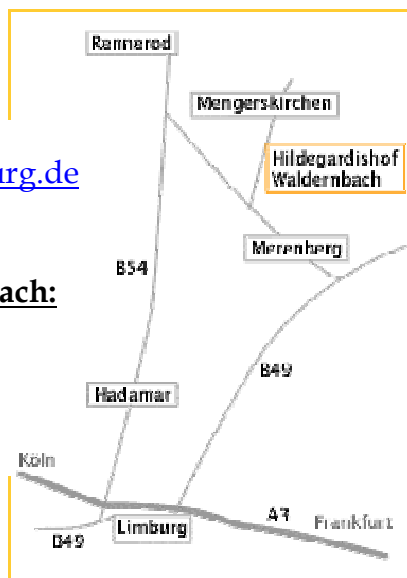 Rennerod
Mengerskirchen
Hildegardishof
Waldernbach
urg.de
Merenberg
B54
ach:
B49
Hadamar
Köln
Limburg
A3
Frankfurt
B49